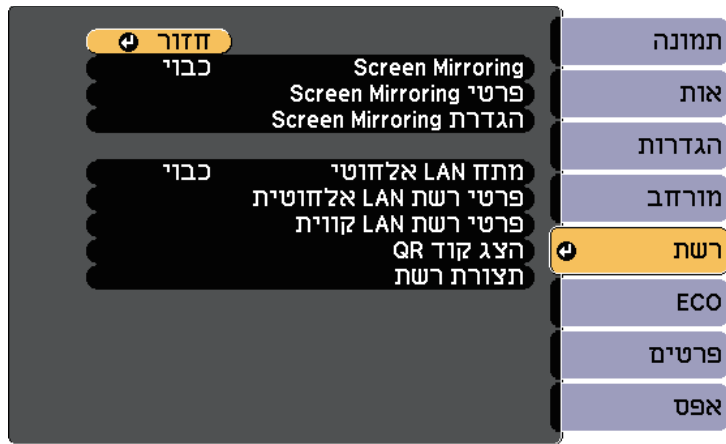 תמונה
אות
הגדרות
מורחב
רשת
ECO
פרטים
אפס
חזור
Screen Mirroring כבוי
פרטי Screen Mirroring
הגדרת Screen Mirroring
מתח LAN אלחוטי כבוי
פרטי רשת LAN אלחוטית
פרטי רשת LAN קווית
הצג קוד QR
תצורת רשת